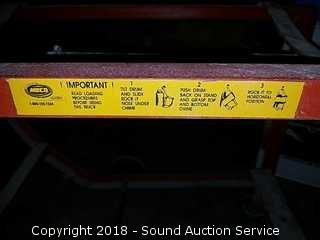 MECO
! IMPORTANT !
READ LOADING
PROCEDURES
BEFORE USING
THIS TRUCK
1
TILT DRUM
AND SLIDE
ROCK IT
NOSE UNDER
CHIME
2
PUSH DRUM
BACK ON STAND
AND GRASP TOP
AND BOTTOM
CHIME
3
ROCK IT TO
HORIZONTAL
POSITION
Copyright 2018 - Sound Auction Service